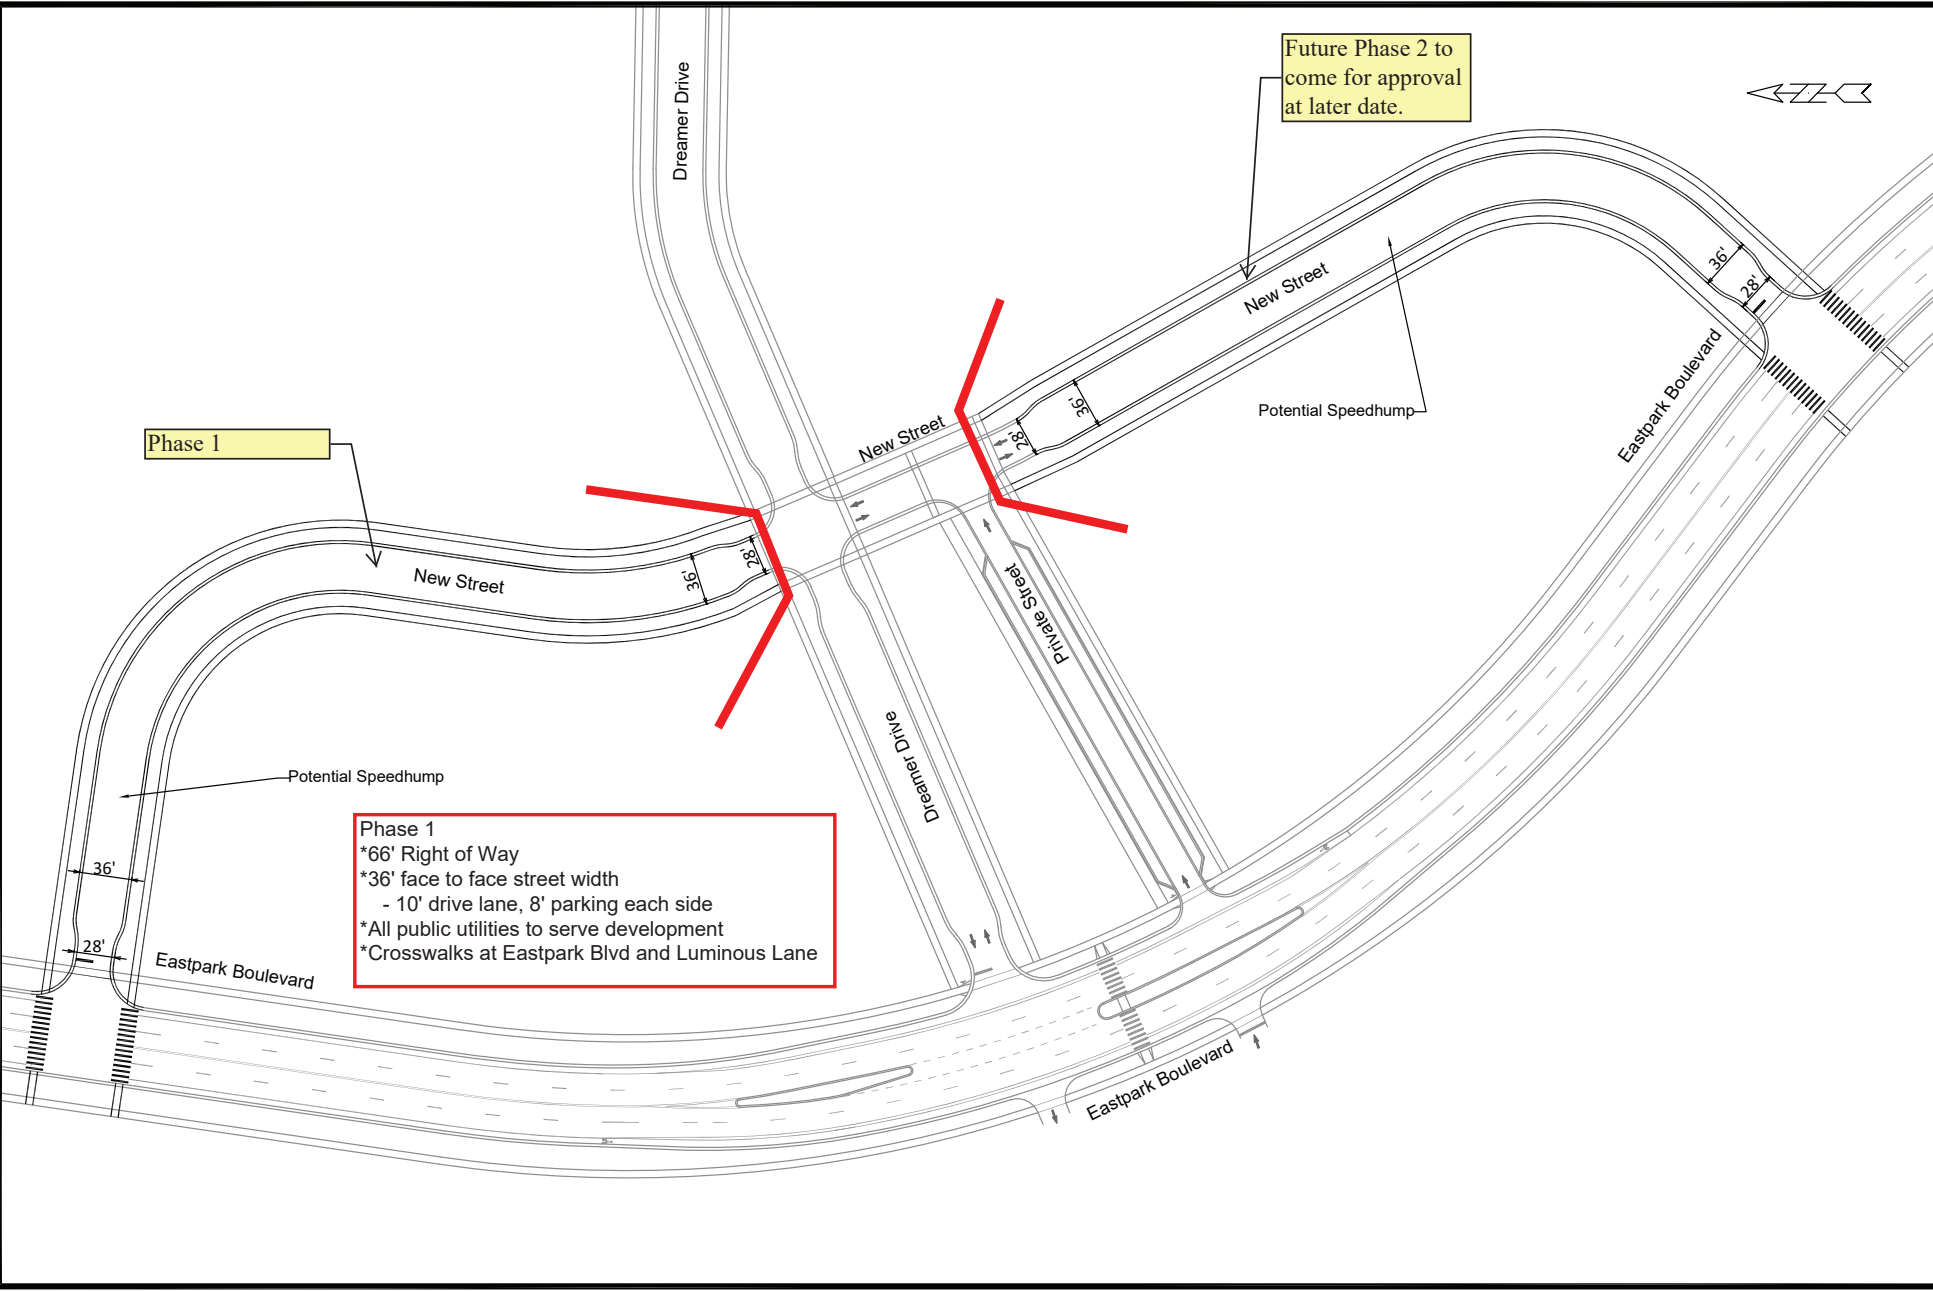 Dreamer Drive
Future Phase 2 to
come for approval
at later date.
N
36'
28'
New Street
Eastpark Boulevard
Potential Speedhump
36'
28'
New Street
Phase 1
New Street
36'
28'
Private Street
Dreamer Drive
Potential Speedhump
Phase 1
*66' Right of Way
*36' face to face street width
- 10' drive lane, 8' parking each side
*All public utilities to serve development
*Crosswalks at Eastpark Blvd and Luminous Lane
36'
28'
Eastpark Boulevard
Eastpark Boulevard